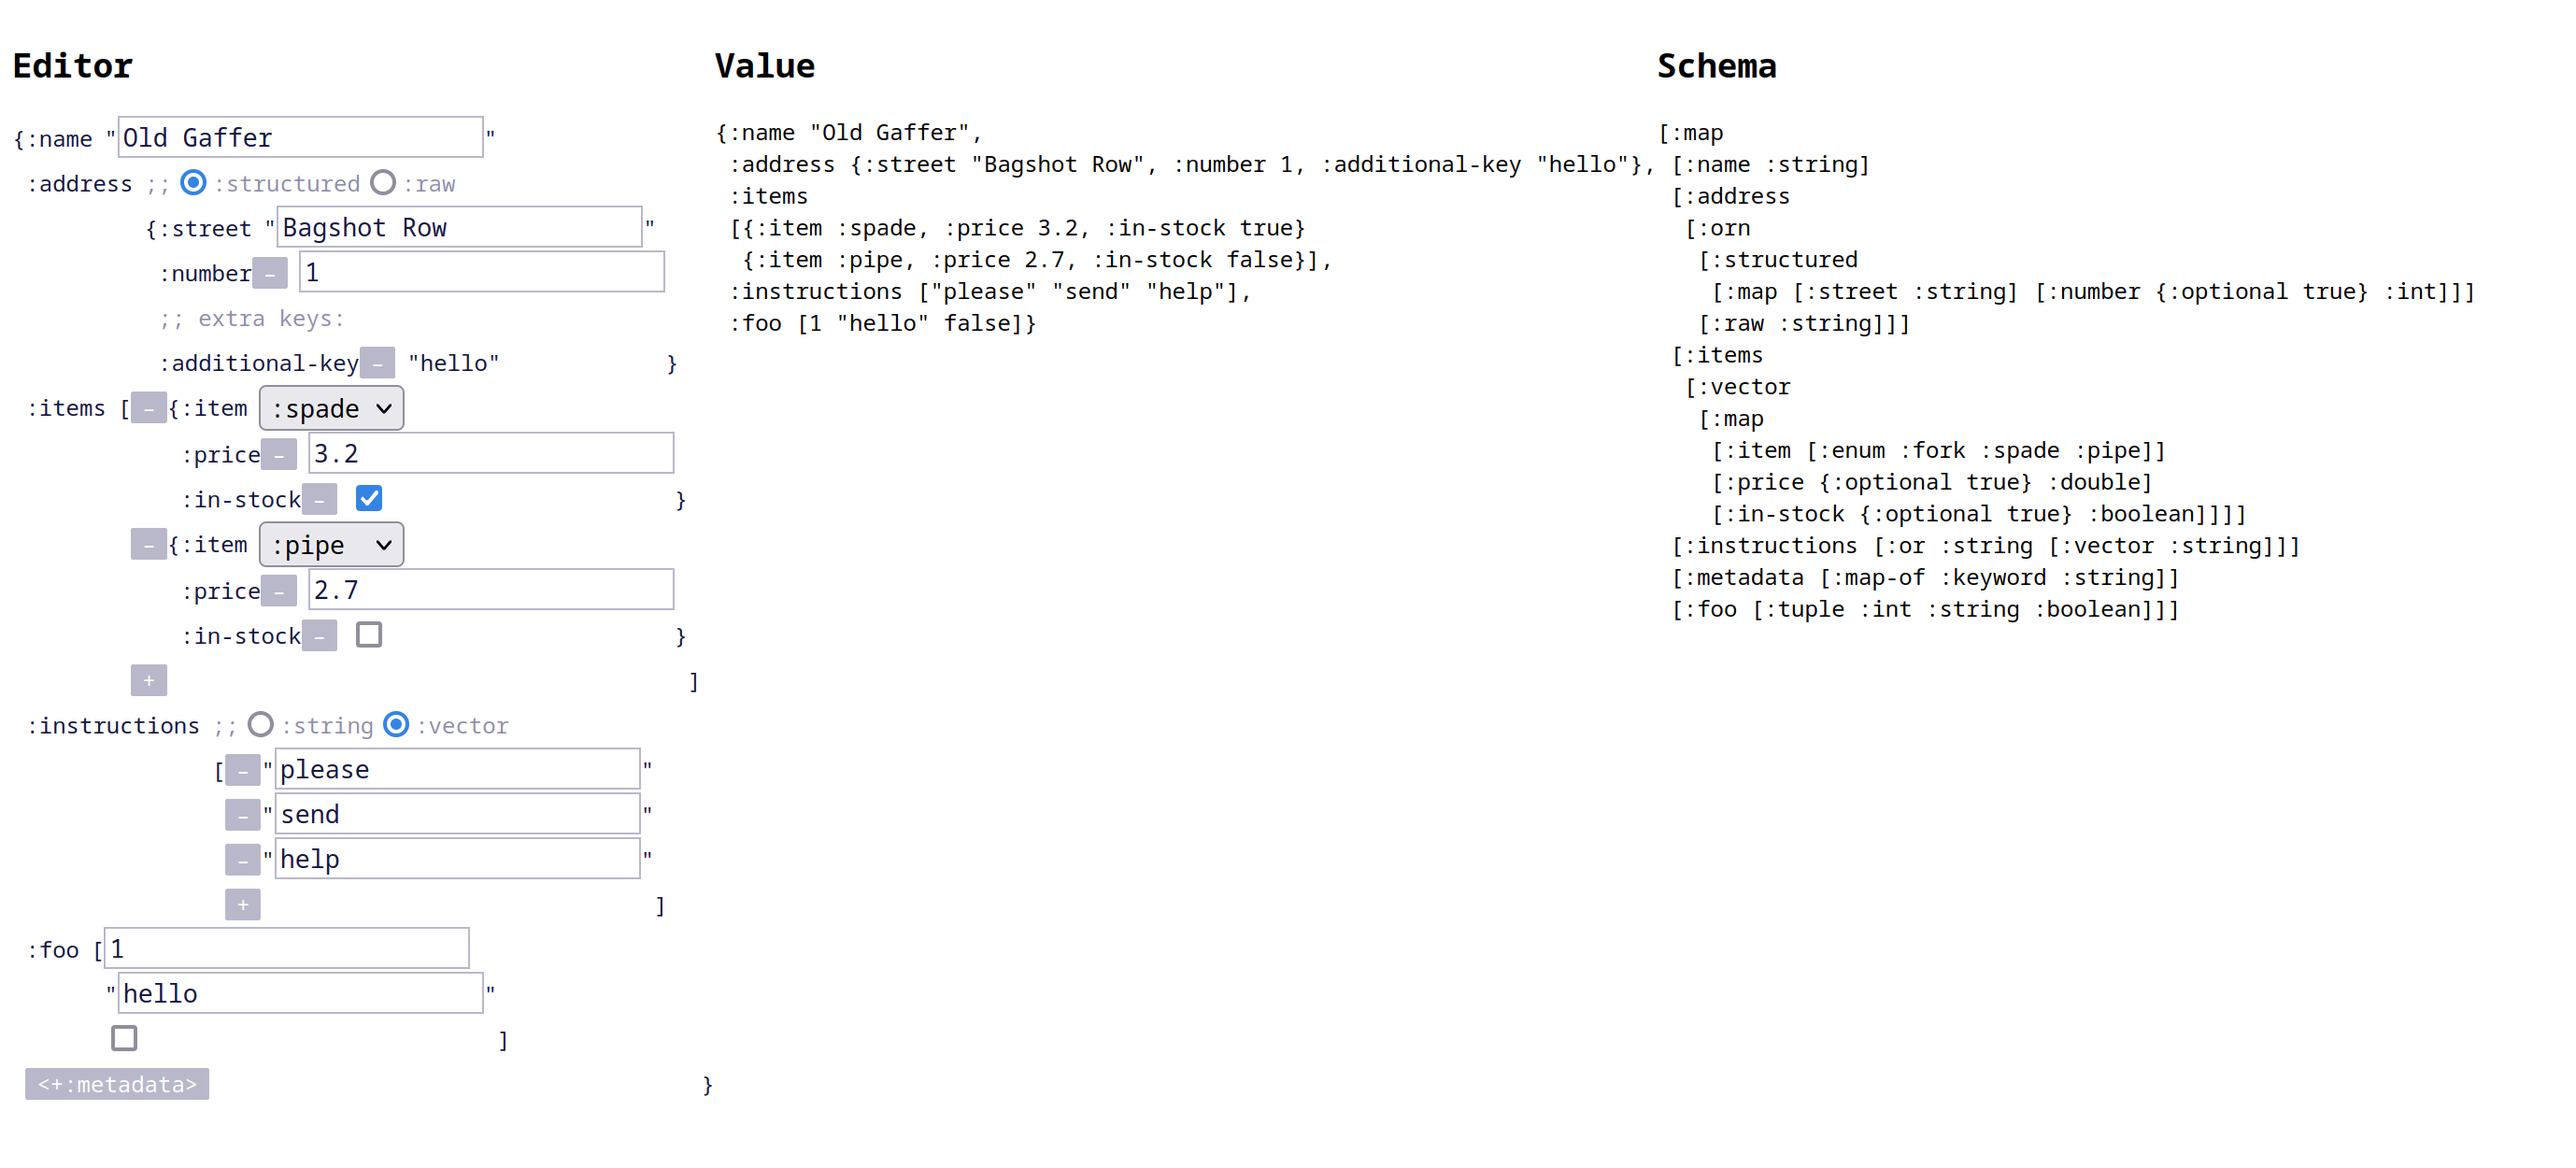 Editor
{:name "Old Gaffer"
:address ;; :structured :raw
{:street "Bagshot Row"
:number - 1
;; extra keys:
:additional-key - "hello" }
:items [ - {:item :spade
:price - 3.2
:in-stock - }
- {:item :pipe
:price - 2.7
:in-stock - }
+ ]
:instructions ;; :string :vector
[ - "please"
- "send"
- "help"
+ ]
:foo [1
"hello"
]
<+:metadata> }
Value
{:name "Old Gaffer",
:address {:street "Bagshot Row", :number 1, :additional-key "hello"},
:items
[{:item :spade, :price 3.2, :in-stock true}
{:item :pipe, :price 2.7, :in-stock false}],
:instructions ["please" "send" "help"],
:foo [1 "hello" false]}
Schema
[:map
[:name :string]
[:address
[:orn
[:structured
[:map [:street :string] [:number {:optional true} :int]]]
[:raw :string]]]
[:items
[:vector
[:map
[:item [:enum :fork :spade :pipe]]
[:price {:optional true} :double]
[:in-stock {:optional true} :boolean]]]]
[:instructions [:or :string [:vector :string]]]
[:metadata [:map-of :keyword :string]]
[:foo [:tuple :int :string :boolean]]]